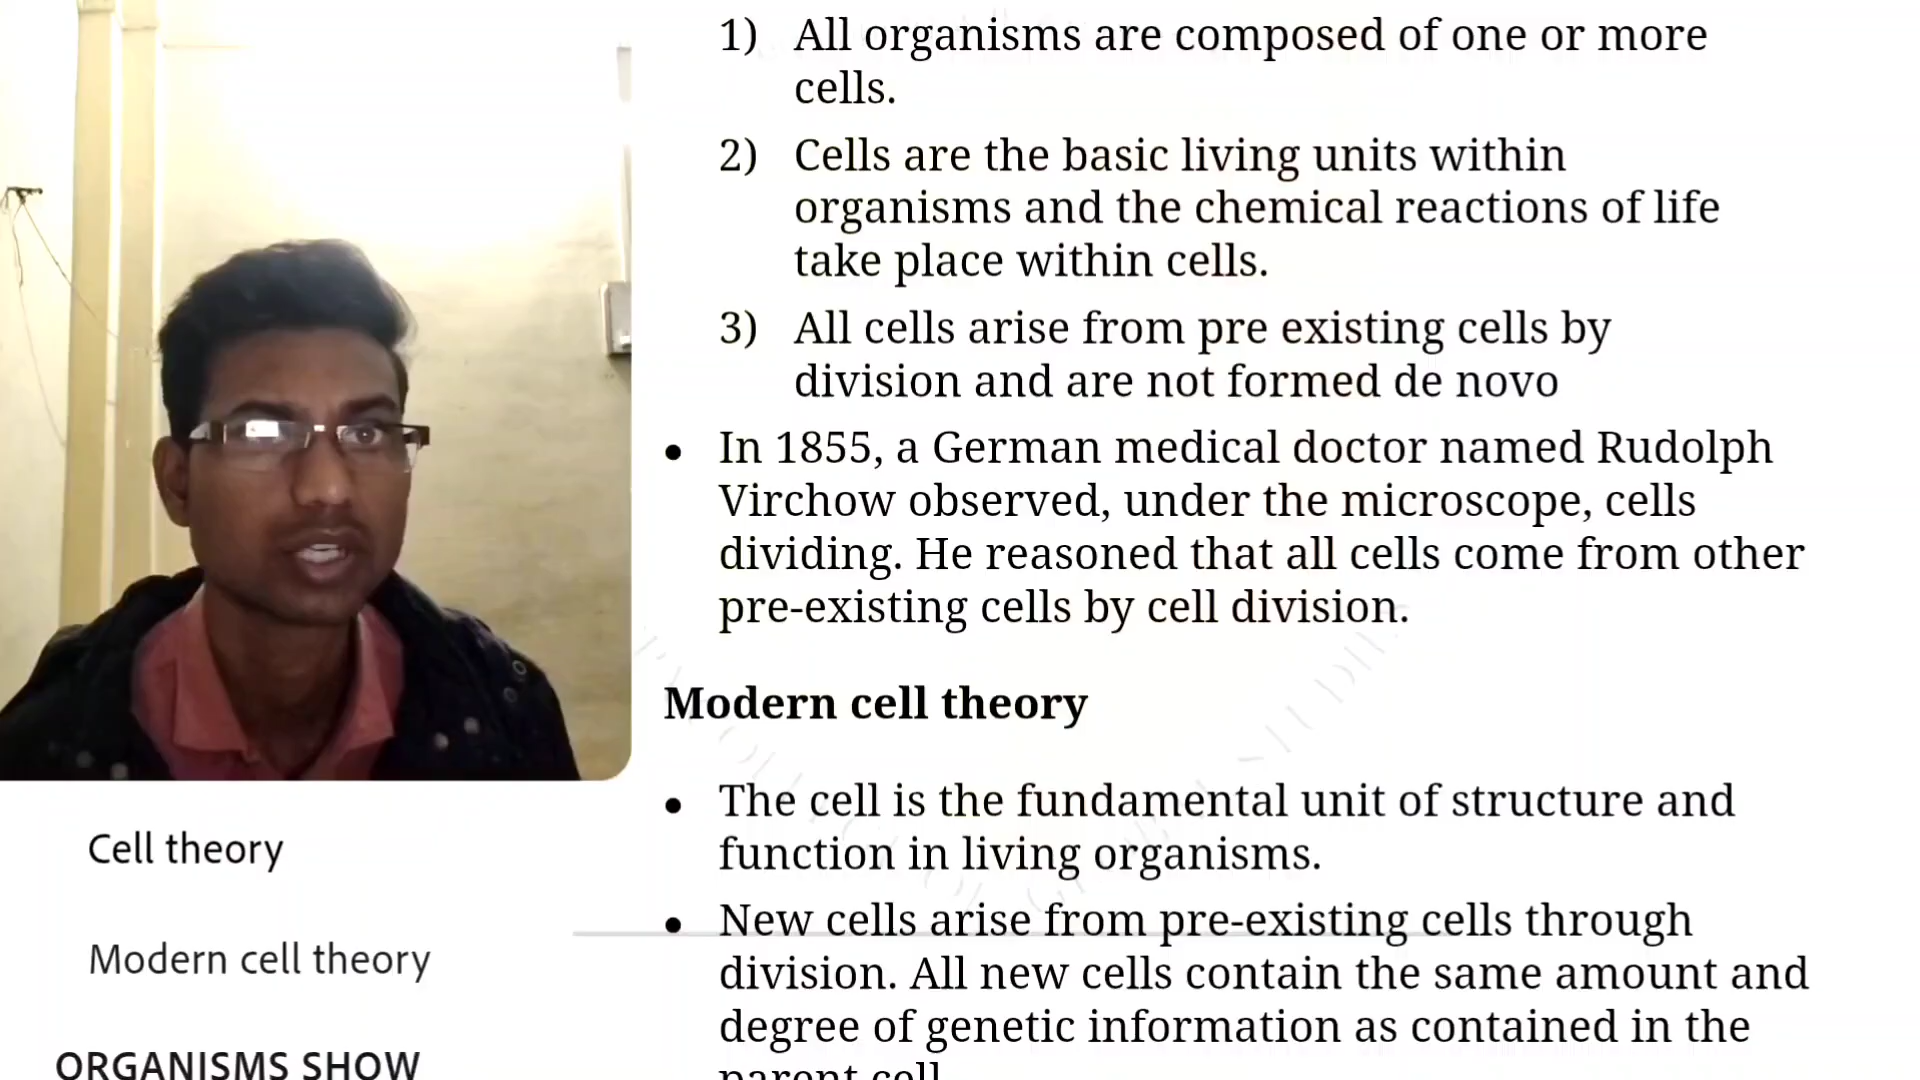 1) All organisms are composed of one or more
cells.
2) Cells are the basic living units within
organisms and the chemical reactions of life
take place within cells.
3) All cells arise from pre existing cells by
division and are not formed de novo
• In 1855, a German medical doctor named Rudolph
Virchow observed, under the microscope, cells
dividing. He reasoned that all cells come from other
pre-existing cells by cell division.
Modern cell theory
• The cell is the fundamental unit of structure and
function in living organisms.
• New cells arise from pre-existing cells through
division. All new cells contain the same amount and
degree of genetic information as contained in the
parent cell
Cell theory
Modern cell theory
ORGANISMS SHOW